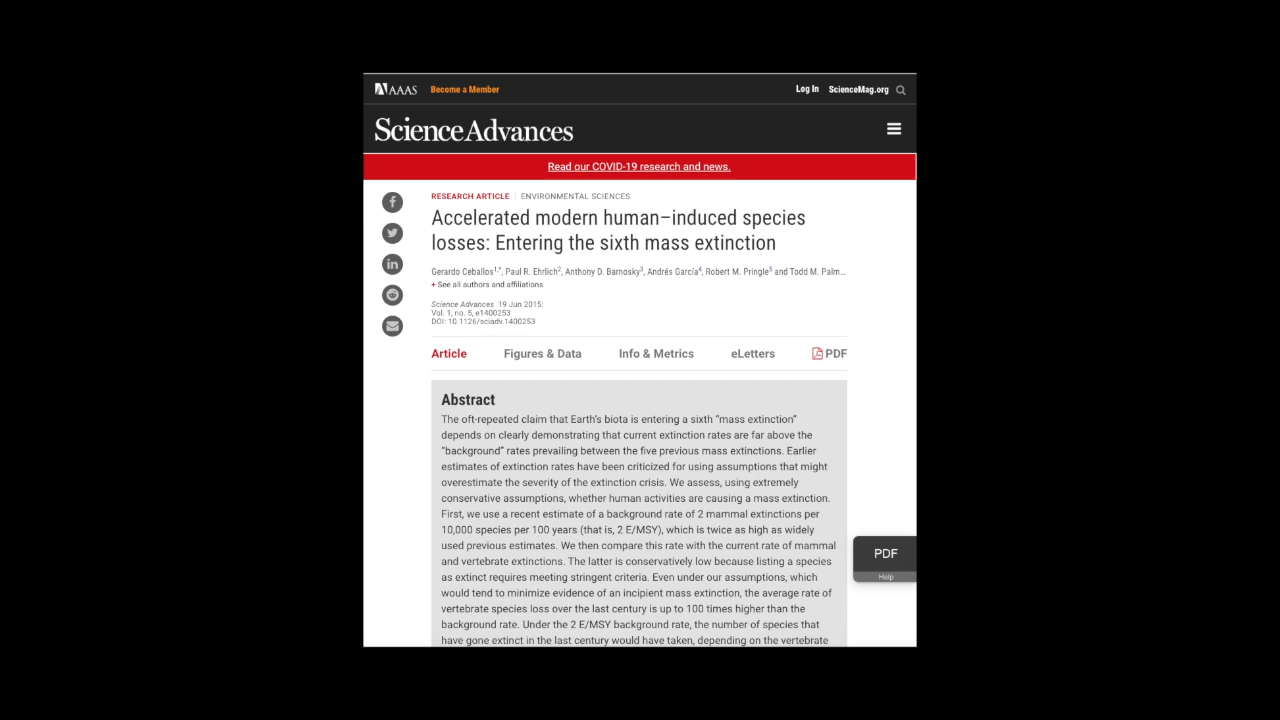 AAAS Become a Member Log In ScienceMag.org
Science Advances
Read our COVID-19 research and news.
RESEARCH ARTICLE ENVIRONMENTAL SCIENCES
Accelerated modern human–induced species
losses: Entering the sixth mass extinction
Gerardo Ceballos1,*, Paul R. Ehrlich2, Anthony D. Barnosky3, Andrés García4, Robert M. Pringle5 and Todd M. Palm...
+ See all authors and affiliations
Science Advances 19 Jun 2015:
Vol. 1, no. 5, e1400253
DOI: 10.1126/sciadv.1400253
Article Figures & Data Info & Metrics eLetters PDF
Abstract
The oft-repeated claim that Earth's biota is entering a sixth "mass extinction"
depends on clearly demonstrating that current extinction rates are far above the
"background" rates prevailing between the five previous mass extinctions. Earlier
estimates of extinction rates have been criticized for using assumptions that might
overestimate the severity of the extinction crisis. We assess, using extremely
conservative assumptions, whether human activities are causing a mass extinction.
First, we use a recent estimate of a background rate of 2 mammal extinctions per
10,000 species per 100 years (that is, 2 E/MSY), which is twice as high as widely
used previous estimates. We then compare this rate with the current rate of mammal
and vertebrate extinctions. The latter is conservatively low because listing a species
as extinct requires meeting stringent criteria. Even under our assumptions, which
would tend to minimize evidence of an incipient mass extinction, the average rate of
vertebrate species loss over the last century is up to 100 times higher than the
background rate. Under the 2 E/MSY background rate, the number of species that
have gone extinct in the last century would have taken, depending on the vertebrate
PDF
Help